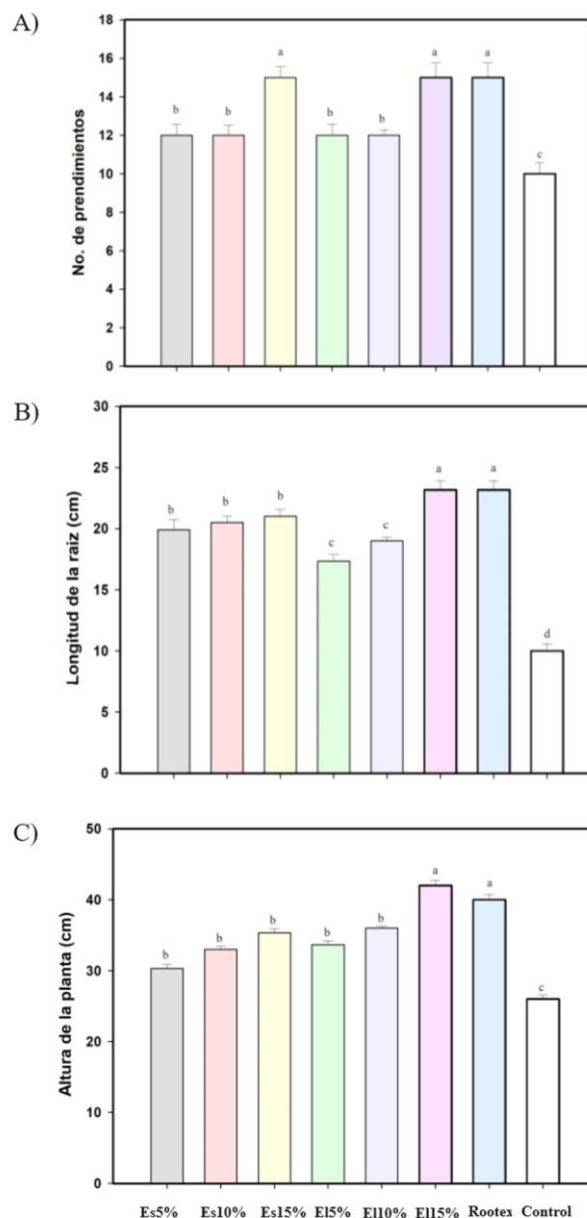 A)
18
16
14
12
10
8
6
4
2
0
No. de prendimientos
b
b
a
b
b
a
a
c
B)
30
25
20
15
10
5
0
Longitud de la raiz (cm)
b
b
b
c
c
a
a
d
C)
50
40
30
20
10
0
Altura de la planta (cm)
b
b
b
b
b
a
a
c
Es5% Es10% Es15% El5% El10% El15% Rootex Control